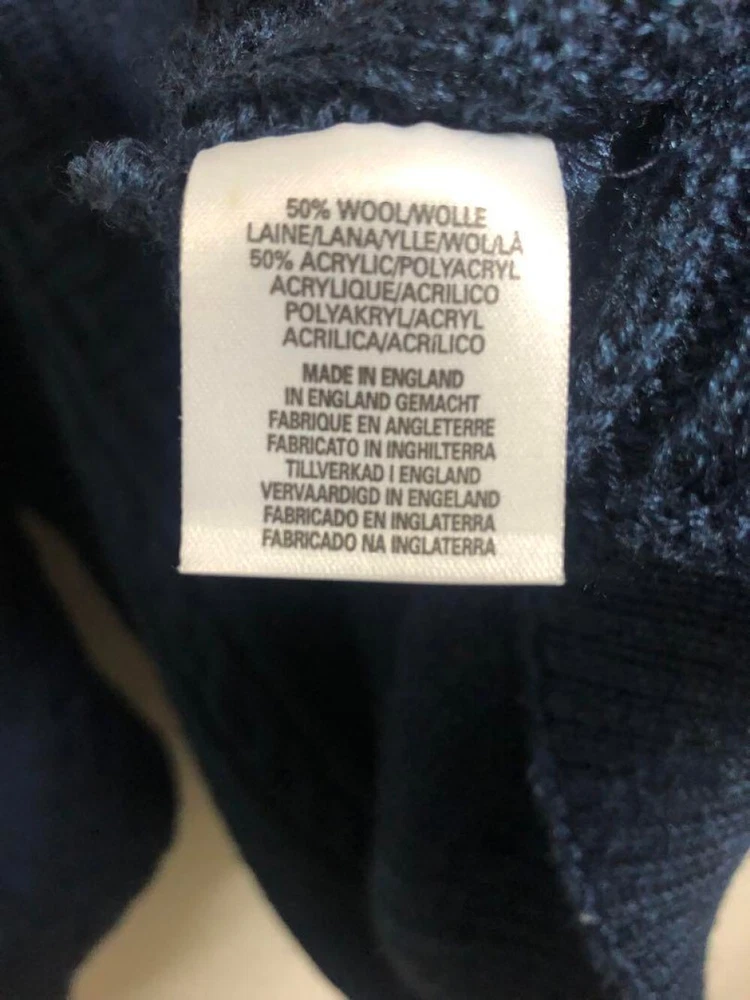 50% WOOL/WOLLE
LAINE/LANA/YLLE/WOL/LÀ
50% ACRYLIC/POLYACRYL
ACRYLIQUE/ACRILICO
POLYAKRYL/ACRYL
ACRILICA/ACRÍLICO
MADE IN ENGLAND
IN ENGLAND GEMACHT
FABRIQUE EN ANGLETERRE
FABRICATO IN INGHILTERRA
TILLVERKAD I ENGLAND
VERVAARDIGD IN ENGELAND
FABRICADO EN INGLATERRA
FABRICADO NA INGLATERRA